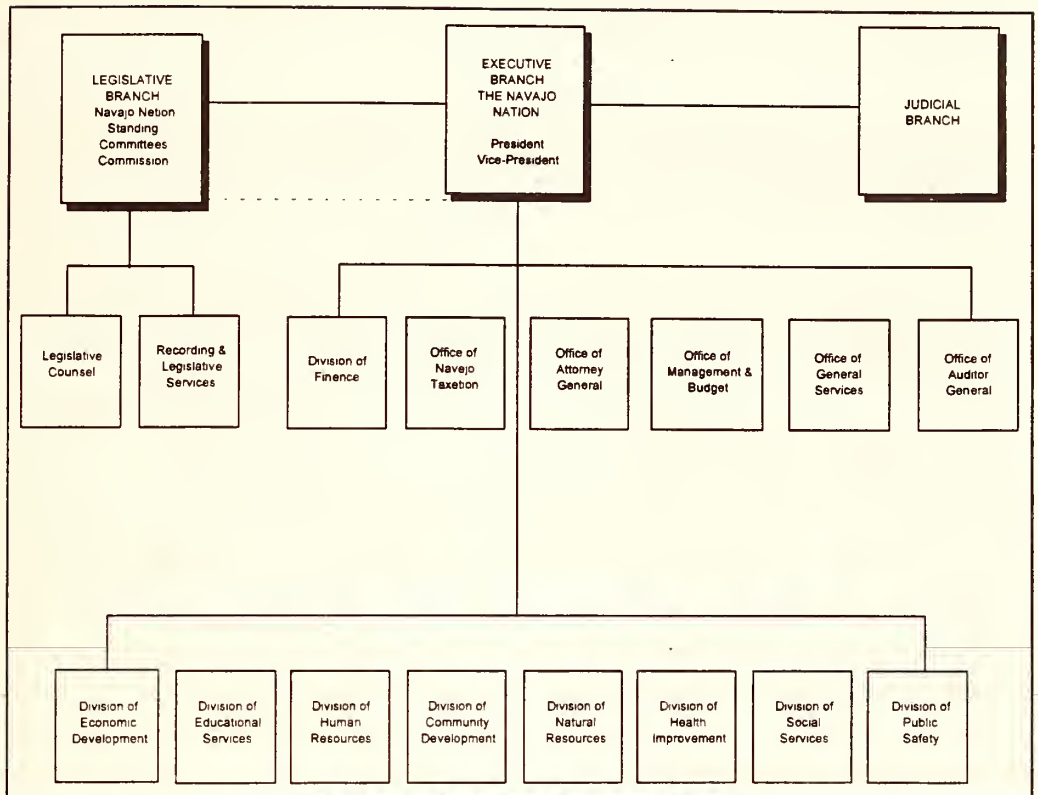 LEGISLATIVE
BRANCH
Navajo Netion
Standing
Committees
Commission
EXECUTIVE
BRANCH
THE NAVAJO
NATION
President
Vice-President
JUDICIAL
BRANCH
Legislative
Counsel
Recording &
Legislative
Services
Division of
Finance
Office of
Navejo
Taxetion
Office of
Attorney
General
Office of
Management &
Budget
Office of
General
Services
Office of
Auditor
General
Division of
Economic
Development
Division of
Educational
Services
Division of
Human
Resources
Division of
Community
Development
Division of
Natural
Resources
Division of
Health
Improvement
Division of
Social
Services
Division of
Public
Safety